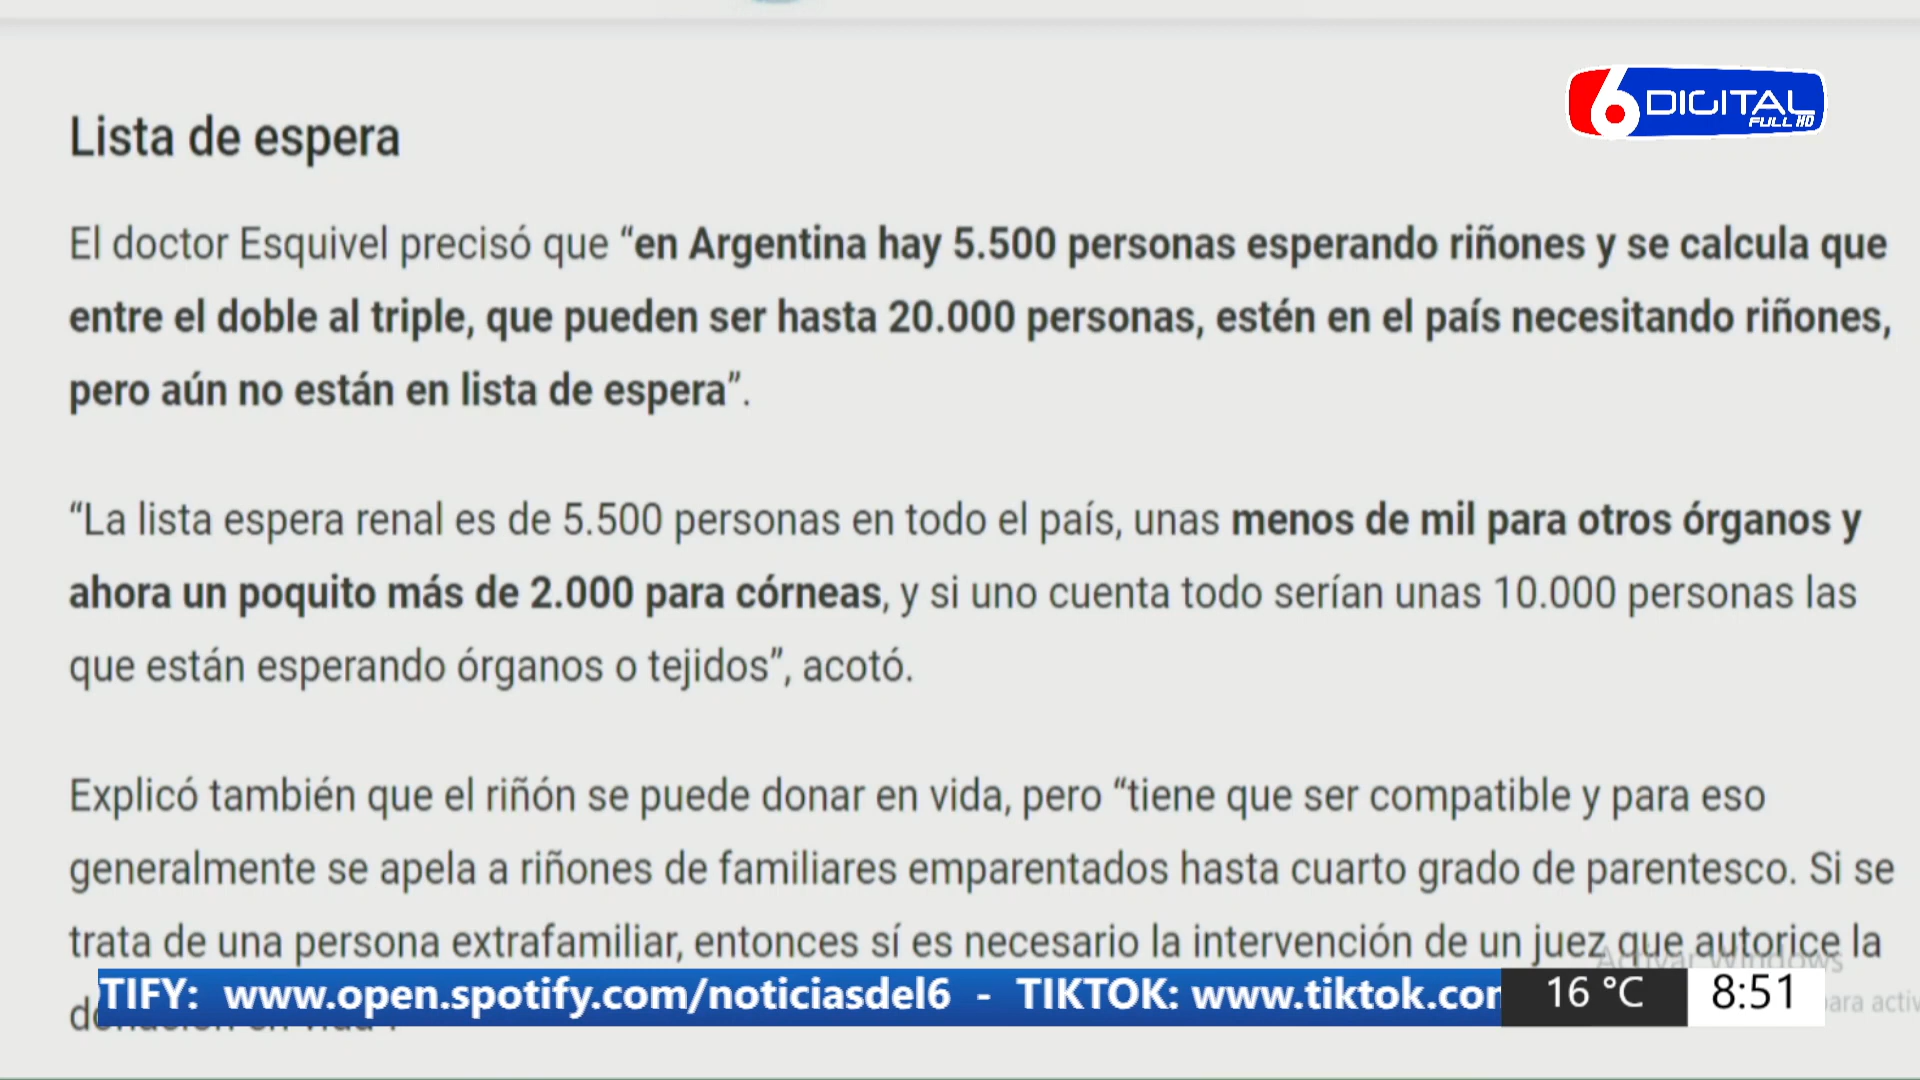 6 DIGITAL
FULL HD
Lista de espera
El doctor Esquivel precisó que “en Argentina hay 5.500 personas esperando riñones y se calcula que
entre el doble al triple, que pueden ser hasta 20.000 personas, estén en el país necesitando riñones,
pero aún no están en lista de espera”.
“La lista espera renal es de 5.500 personas en todo el país, unas menos de mil para otros órganos y
ahora un poquito más de 2.000 para córneas, y si uno cuenta todo serían unas 10.000 personas las
que están esperando órganos o tejidos”, acotó.
Explicó también que el riñón se puede donar en vida, pero “tiene que ser compatible y para eso
generalmente se apela a riñones de familiares emparentados hasta cuarto grado de parentesco. Si se
trata de una persona extrafamiliar, entonces sí es necesario la intervención de un juez que autorice la
donación en vida”.
Activar Windows
para activ
TIFY: www.open.spotify.com/noticiasdel6 - TIKTOK: www.tiktok.com
16 °C
8:51